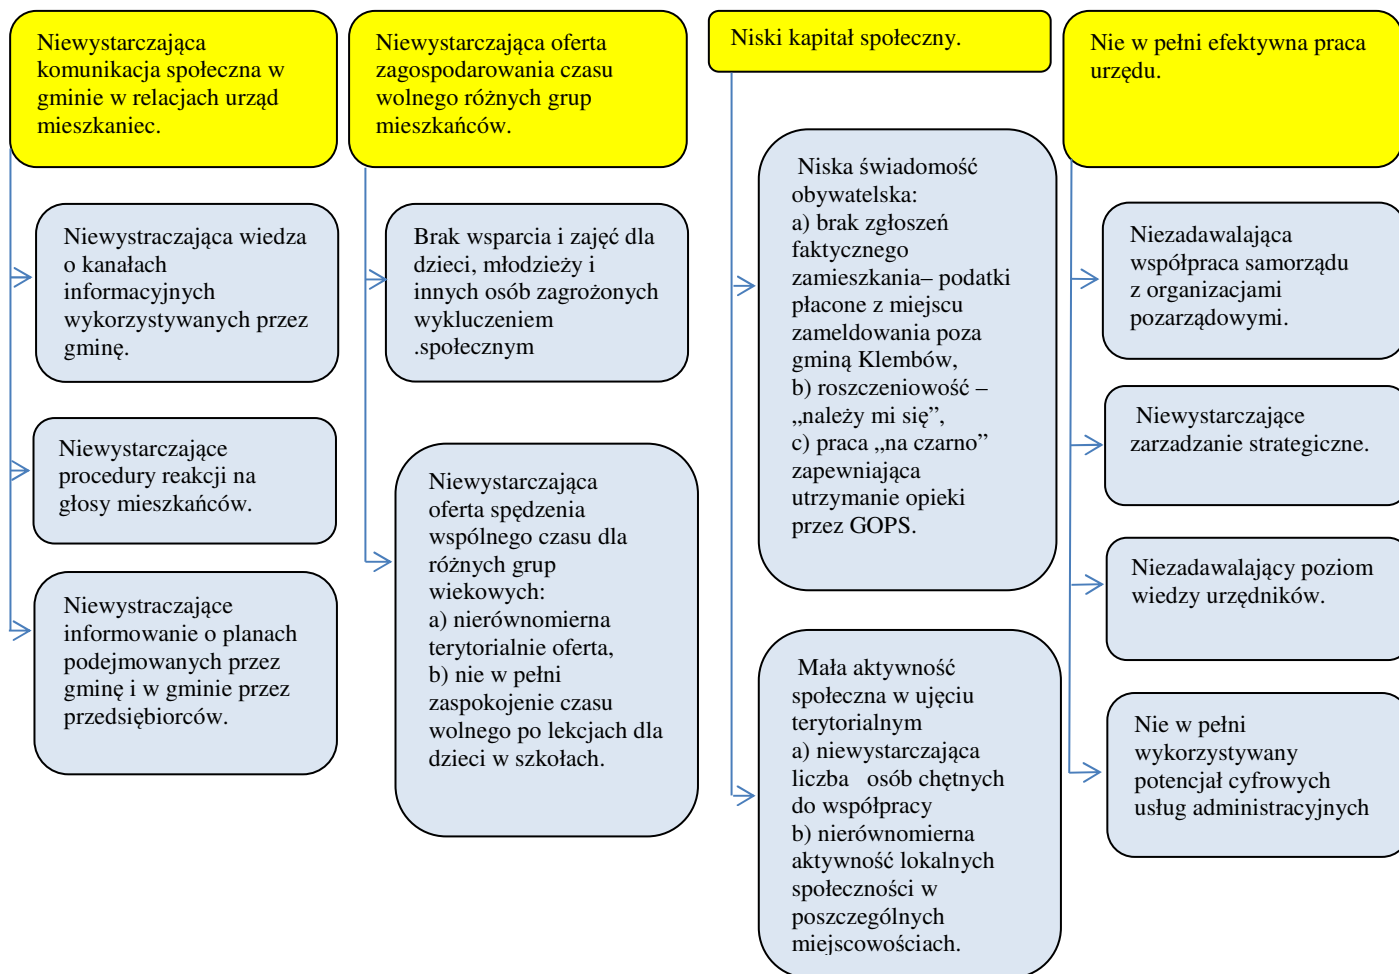 Niewystarczająca
komunikacja społeczna w
gminie w relacjach urząd
mieszkaniec.
Niewystraczająca wiedza
o kanałach
informacyjnych
wykorzystywanych przez
gminę.
Niewystarczające
procedury reakcji na
głosy mieszkańców.
Niewystraczające
informowanie o planach
podejmowanych przez
gminę i w gminie przez
przedsiębiorców.
Niewystarczająca oferta
zagospodarowania czasu
wolnego różnych grup
mieszkańców.
Brak wsparcia i zajęć dla
dzieci, młodzieży i
innych osób zagrożonych
wykluczeniem
.społecznym
Niewystarczająca
oferta spędzenia
wspólnego czasu dla
różnych grup
wiekowych:
a) nierównomierna
terytorialnie oferta,
b) nie w pełni
zaspokojenie czasu
wolnego po lekcjach dla
dzieci w szkołach.
Niski kapitał społeczny.
Niska świadomość
obywatelska:
a) brak zgłoszeń
faktycznego
zamieszkania– podatki
płacone z miejscu
zameldowania poza
gminą Klembów,
b) roszczeniowość –
„należy mi się”,
c) praca „na czarno”
zapewniająca
utrzymanie opieki
przez GOPS.
Mała aktywność
społeczna w ujęciu
terytorialnym
a) niewystarczająca
liczba osób chętnych
do współpracy
b) nierównomierna
aktywność lokalnych
społeczności w
poszczególnych
miejscowościach.
Nie w pełni efektywna praca
urzędu.
Niezadawalająca
współpraca samorządu
z organizacjami
pozarządowymi.
Niewystarczające
zarzadzanie strategiczne.
Niezadawalający poziom
wiedzy urzędników.
Nie w pełni
wykorzystywany
potencjał cyfrowych
usług administracyjnych